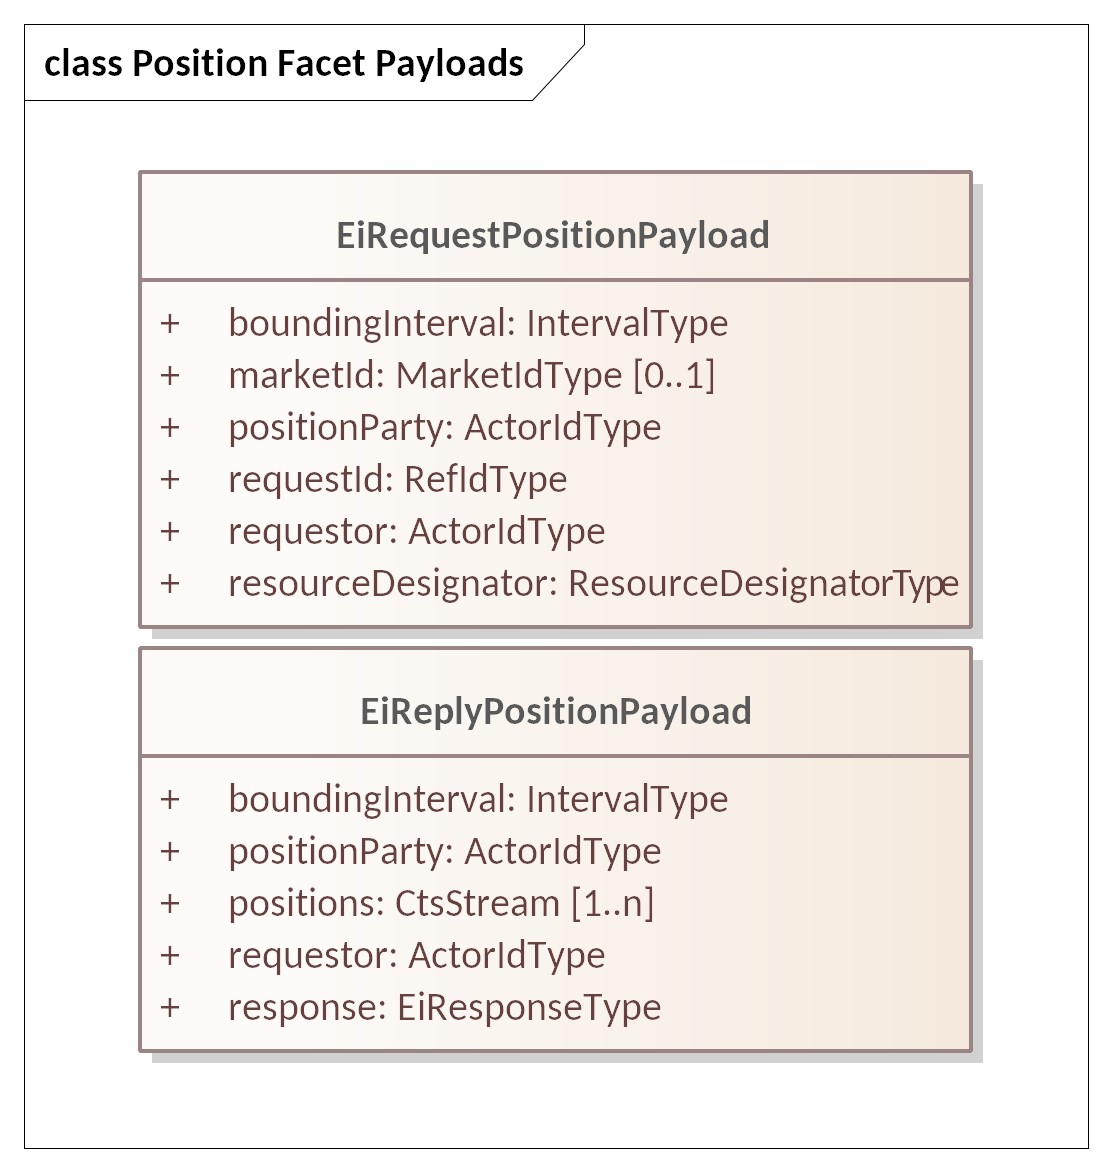 class Position Facet Payloads
EiRequestPositionPayload
+ boundingInterval: IntervalType
+ marketId: MarketIdType [0..1]
+ positionParty: ActorIdType
+ requestId: RefIdType
+ requestor: ActorIdType
+ resourceDesignator: ResourceDesignatorType
EiReplyPositionPayload
+ boundingInterval: IntervalType
+ positionParty: ActorIdType
+ positions: CtsStream [1..n]
+ requestor: ActorIdType
+ response: EiResponseType